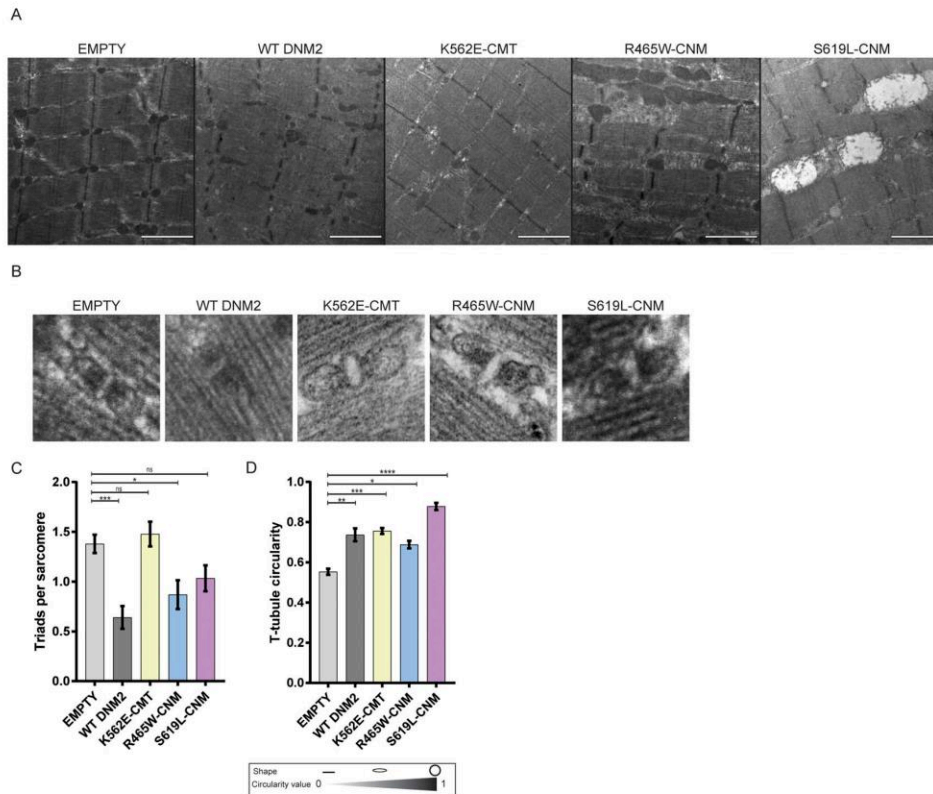 A
EMPTY WT DNM2 K562E-CMT R465W-CNM S619L-CNM
B
EMPTY WT DNM2 K562E-CMT R465W-CNM S619L-CNM
C
Triads per sarcomere
2.0
1.5
1.0
0.5
0.0
ns
*
ns
***
EMPTY
WT DNM2
K562E-CMT
R465W-CNM
S619L-CNM
D
T-tubule circularity
1.0
0.8
0.6
0.4
0.2
0.0
****
*
***
**
EMPTY
WT DNM2
K562E-CMT
R465W-CNM
S619L-CNM
Shape
Circularity value 0 1